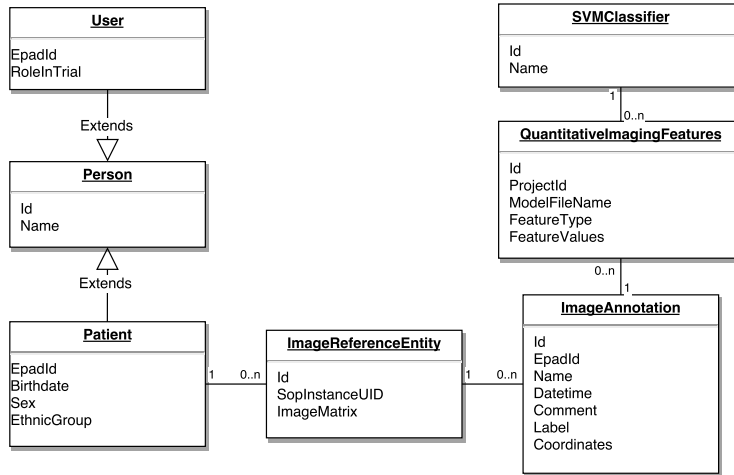 User
EpadId
RoleInTrial
Extends
Person
Id
Name
Extends
Patient
EpadId
Birthdate
Sex
EthnicGroup
1
0..n
ImageReferenceEntity
Id
SopInstanceUID
ImageMatrix
1
0..n
SVMClassifier
Id
Name
1
0..n
QuantitativeImagingFeatures
Id
ProjectId
ModelFileName
FeatureType
FeatureValues
0..n
1
ImageAnnotation
Id
EpadId
Name
Datetime
Comment
Label
Coordinates